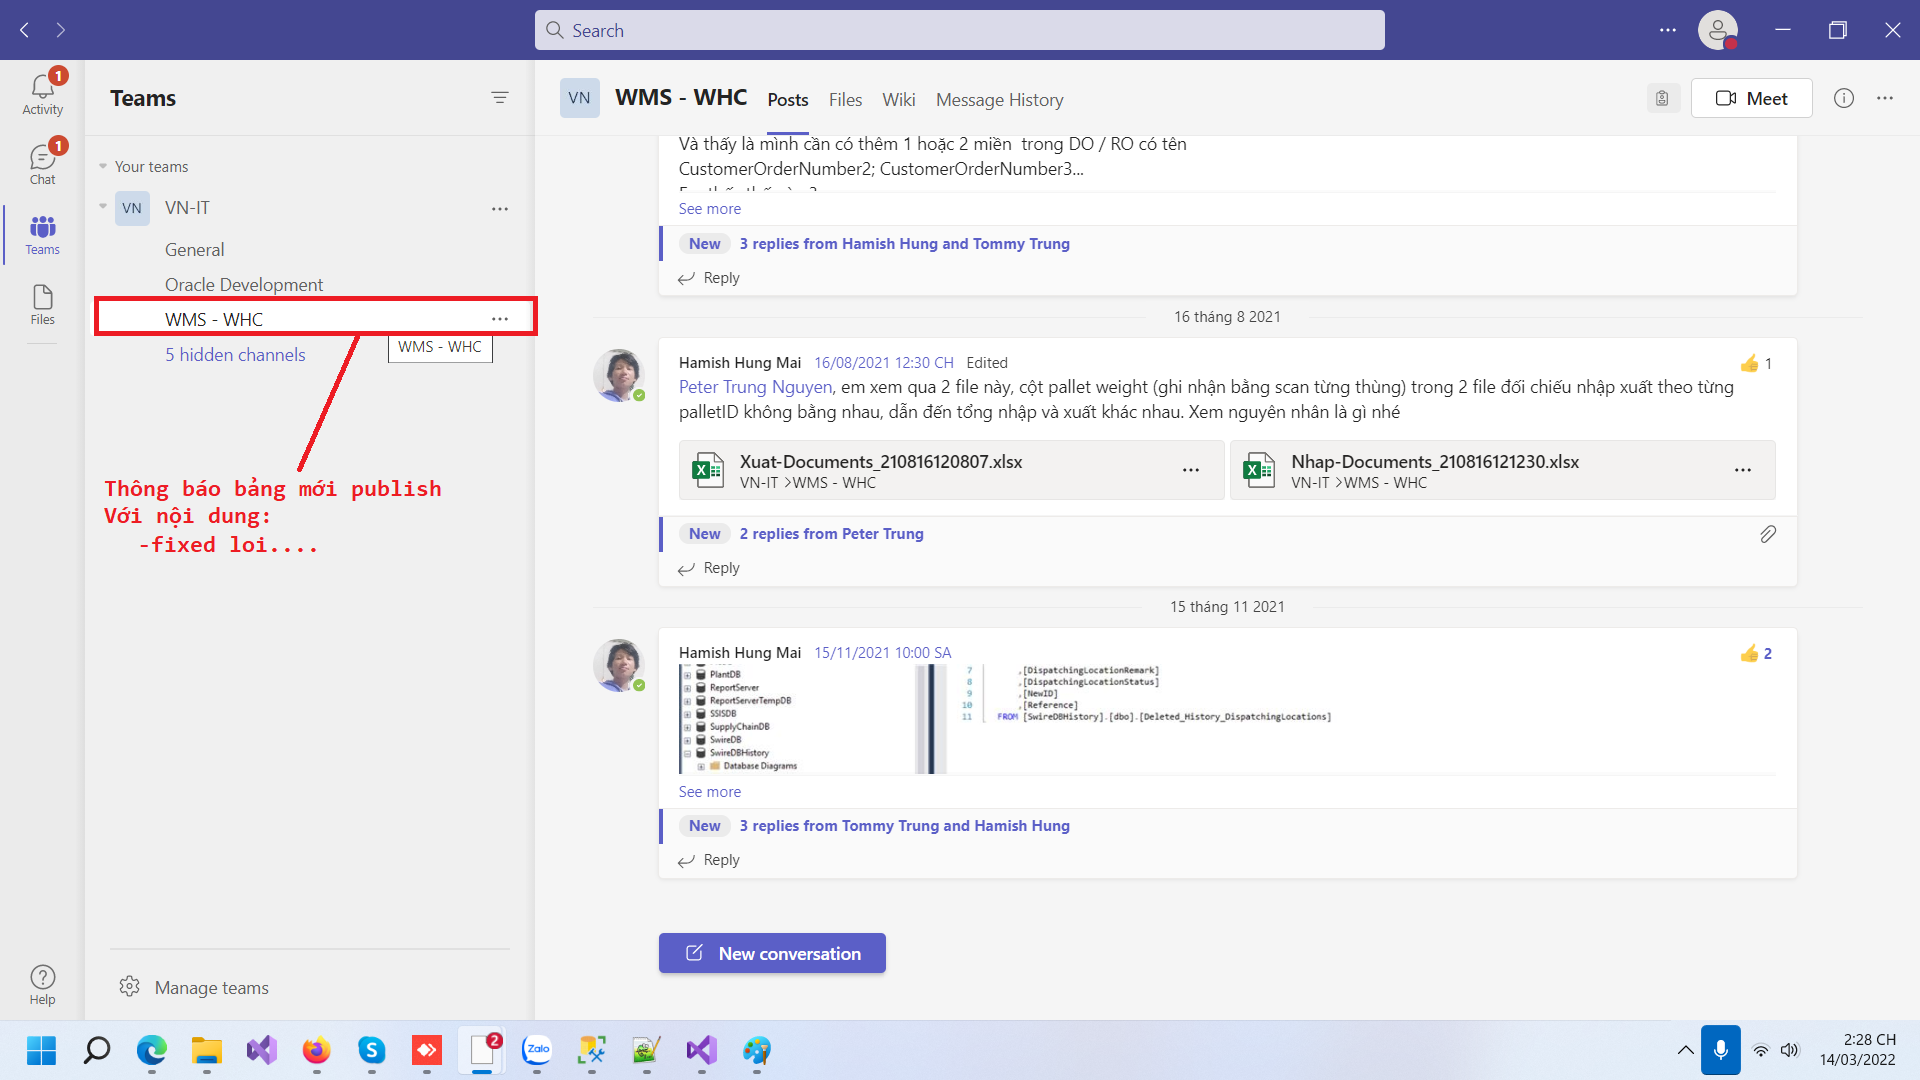 Search
1
Activity
1
Chat
Teams
Files
Help
Teams
Your teams
VN
VN-IT
General
Oracle Development
WMS - WHC
WMS - WHC
5 hidden channels
Thông báo bảng mới publish
Với nội dung:
-fixed loi....
Manage teams
VN
WMS - WHC
Posts
Files
Wiki
Message History
Meet
Và thấy là mình cần có thêm 1 hoặc 2 miền trong DO / RO có tên
CustomerOrderNumber2; CustomerOrderNumber3...
See more
New 3 replies from Hamish Hung and Tommy Trung
Reply
16 tháng 8 2021
Hamish Hung Mai 16/08/2021 12:30 CH Edited
1
Peter Trung Nguyen, em xem qua 2 file này, cột pallet weight (ghi nhận bằng scan từng thùng) trong 2 file đối chiếu nhập xuất theo từng
palletID không bằng nhau, dẫn đến tổng nhập và xuất khác nhau. Xem nguyên nhân là gì nhé
Xuat-Documents_210816120807.xlsx
VN-IT >WMS - WHC
Nhap-Documents_210816121230.xlsx
VN-IT >WMS - WHC
New 2 replies from Peter Trung
Reply
15 tháng 11 2021
Hamish Hung Mai 15/11/2021 10:00 SA
2
PlantDB
ReportServer
ReportServerTempDB
SSISDB
SupplyChainDB
SwireDB
SwireDBHistory
Database Diagrams
7 ,[DispatchingLocationRemark]
8 ,[DispatchingLocationStatus]
9 ,[NewID]
10 ,[Reference]
11 FROM [SwireDBHistory].[dbo].[Deleted_History_DispatchingLocations]
See more
New 3 replies from Tommy Trung and Hamish Hung
Reply
New conversation
2
Zalo
2:28 CH
14/03/2022